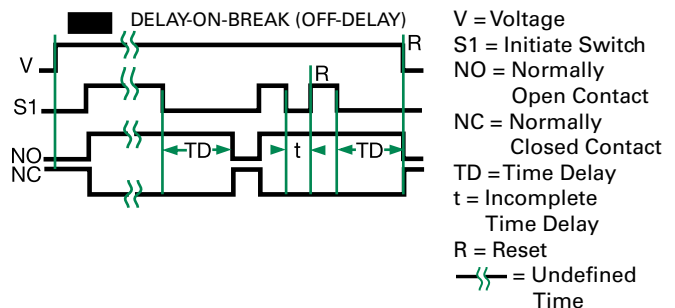 DELAY-ON-BREAK (OFF-DELAY)
R
V
R
S1
NO
TD
t
TD
NC
V = Voltage
S1 = Initiate Switch
NO = Normally
Open Contact
NC = Normally
Closed Contact
TD = Time Delay
t = Incomplete
Time Delay
R = Reset
= Undefined
Time